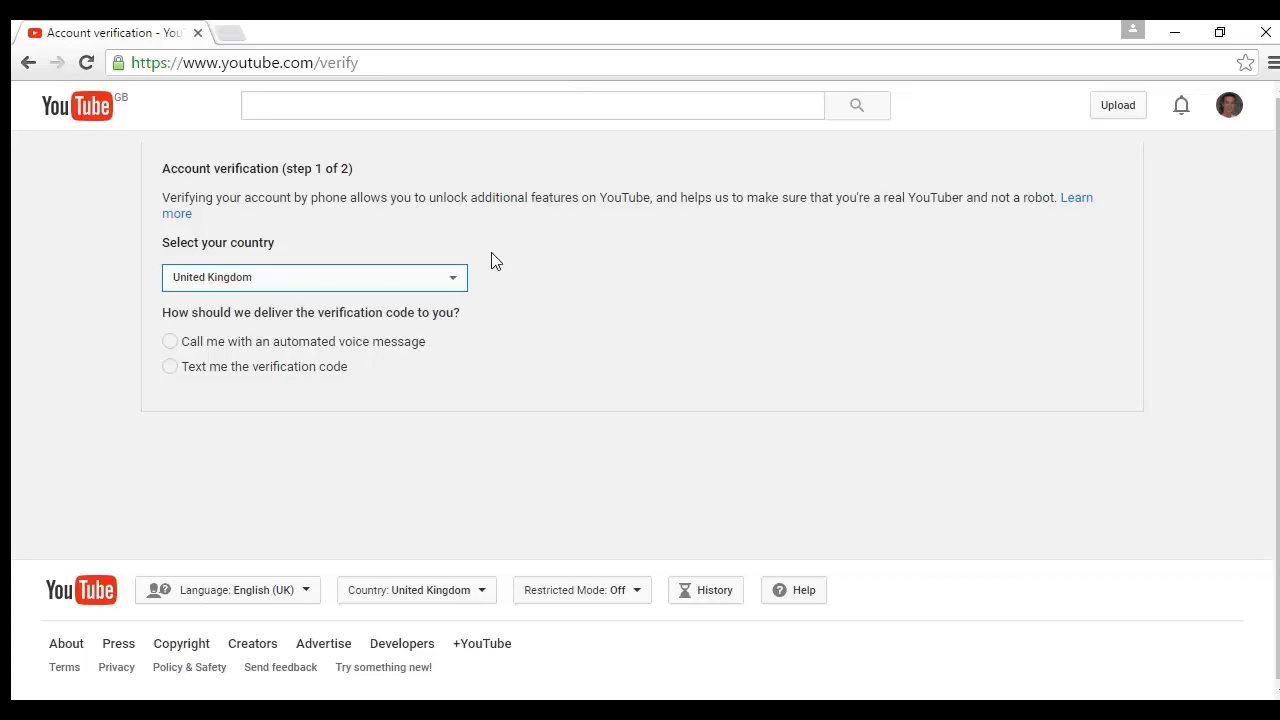 Account verification - You
https://www.youtube.com/verify
YouTube GB
Upload
Account verification (step 1 of 2)
Verifying your account by phone allows you to unlock additional features on YouTube, and helps us to make sure that you're a real YouTuber and not a robot. Learn
more
Select your country
United Kingdom
How should we deliver the verification code to you?
Call me with an automated voice message
Text me the verification code
YouTube Language: English (UK) Country: United Kingdom Restricted Mode: Off History Help
About Press Copyright Creators Advertise Developers +YouTube
Terms Privacy Policy & Safety Send feedback Try something new!